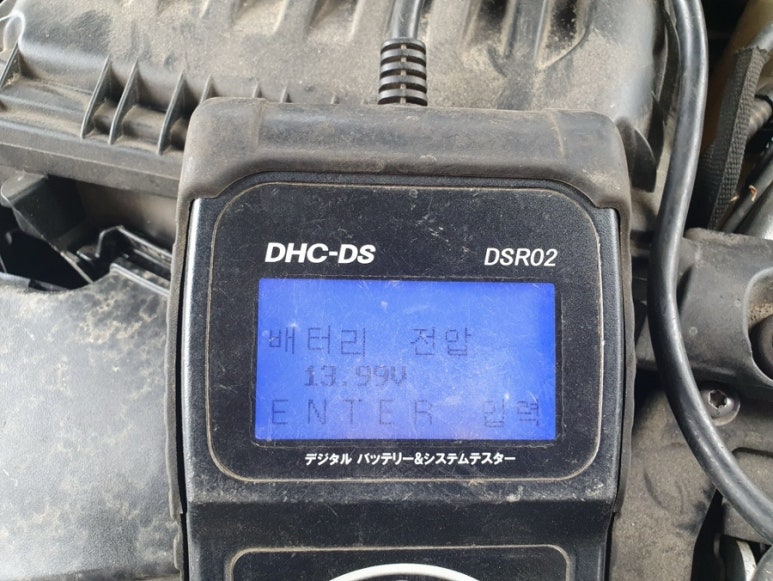 DHC-DS DSR02
배터리 전압
13.99V
ENTER 입력
デジタル バッテリー&システムテスター